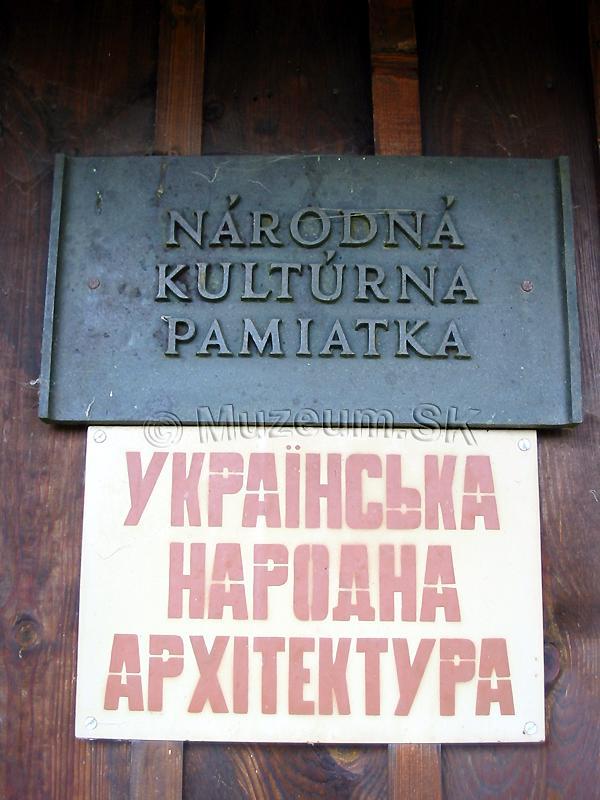 NÁRODNÁ
KULTÚRNA
PAMIATKA
© Muzeum.SK
УКРАЇНСЬКА
НАРОДНА
АРХІТЕКТУРА